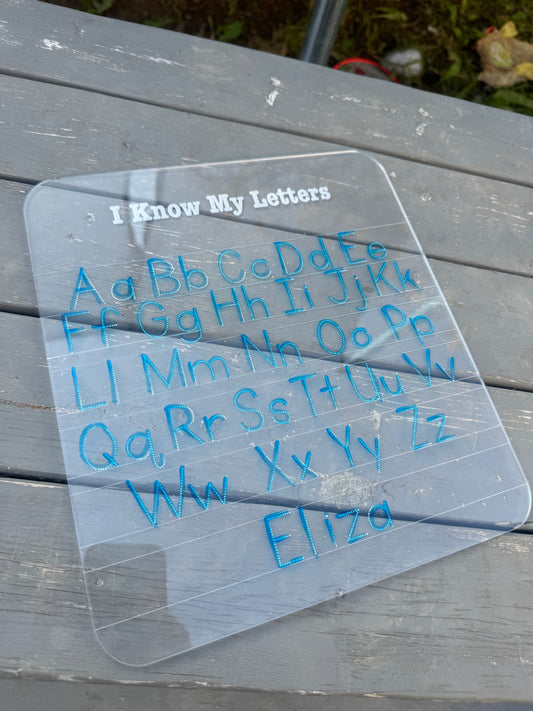 I Know My Letters
Aa Bb Cc Dd Ee
Ff Gg Hh Ii Jj Kk
Ll Mm Nn Oo Pp
Qq Rr Ss Tt Uu Vv
Ww Xx Yy Zz
Eliza